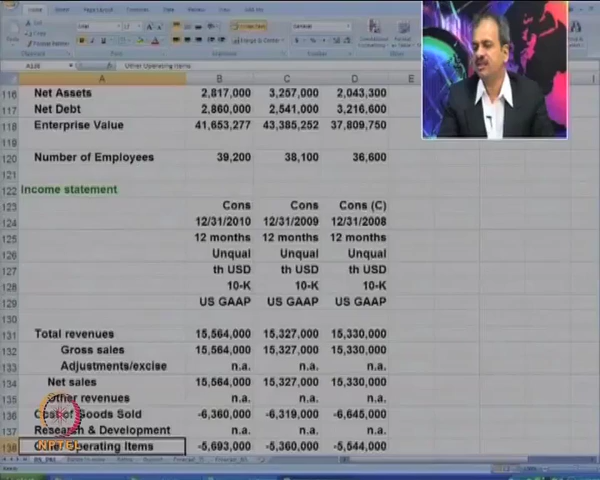 Home
A138 Other Operating Items
A B C D E I
116 Net Assets 2,817,000 3,257,000 2,043,300
117 Net Debt 2,860,000 2,541,000 3,216,600
118 Enterprise Value 41,653,277 43,385,252 37,809,750
119
120 Number of Employees 39,200 38,100 36,600
121
122 Income statement
123 Cons Cons Cons (C)
124 12/31/2010 12/31/2009 12/31/2008
125 12 months 12 months 12 months
126 Unqual Unqual Unqual
127 th USD th USD th USD
128 10-K 10-K 10-K
129 US GAAP US GAAP US GAAP
130
131 Total revenues 15,564,000 15,327,000 15,330,000
132 Gross sales 15,564,000 15,327,000 15,330,000
133 Adjustments/excise n.a. n.a. n.a.
134 Net sales 15,564,000 15,327,000 15,330,000
135 Other revenues n.a. n.a. n.a.
136 Cost of Goods Sold -6,360,000 -6,319,000 -6,645,000
137 Research & Development n.a. n.a. n.a.
138 Other Operating Items -5,693,000 -5,360,000 -5,544,000
NPTEL